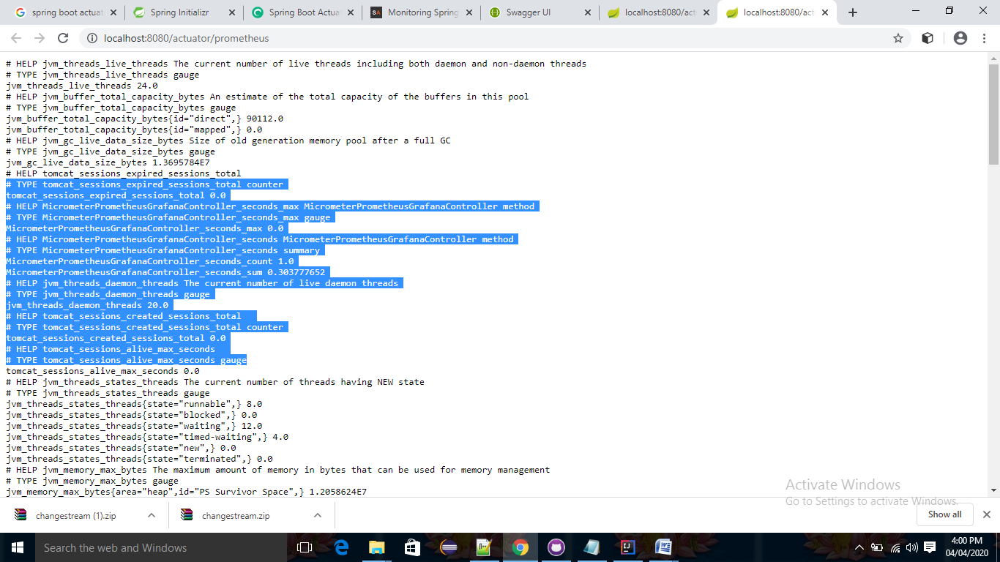 spring boot actuat
Spring Initializr
Spring Boot Actua
SA
Monitoring Spring
Swagger UI
localhost:8080/act
localhost:8080/act
localhost:8080/actuator/prometheus
# HELP jvm_threads_live_threads The current number of live threads including both daemon and non-daemon threads
# TYPE jvm_threads_live_threads gauge
jvm_threads_live_threads 24.0
# HELP jvm_buffer_total_capacity_bytes An estimate of the total capacity of the buffers in this pool
# TYPE jvm_buffer_total_capacity_bytes gauge
jvm_buffer_total_capacity_bytes{id="direct",} 90112.0
jvm_buffer_total_capacity_bytes{id="mapped",} 0.0
# HELP jvm_gc_live_data_size_bytes Size of old generation memory pool after a full GC
# TYPE jvm_gc_live_data_size_bytes gauge
jvm_gc_live_data_size_bytes 1.3695784E7
# HELP tomcat_sessions_expired_sessions_total
# TYPE tomcat_sessions_expired_sessions_total counter
tomcat_sessions_expired_sessions_total 0.0
# HELP MicrometerPrometheusGrafanaController_seconds_max MicrometerPrometheusGrafanaController method
# TYPE MicrometerPrometheusGrafanaController_seconds_max gauge
MicrometerPrometheusGrafanaController_seconds_max 0.0
# HELP MicrometerPrometheusGrafanaController_seconds MicrometerPrometheusGrafanaController method
# TYPE MicrometerPrometheusGrafanaController_seconds summary
MicrometerPrometheusGrafanaController_seconds_count 1.0
MicrometerPrometheusGrafanaController_seconds_sum 0.303777652
# HELP jvm_threads_daemon_threads The current number of live daemon threads
# TYPE jvm_threads_daemon_threads gauge
jvm_threads_daemon_threads 20.0
# HELP tomcat_sessions_created_sessions_total
# TYPE tomcat_sessions_created_sessions_total counter
tomcat_sessions_created_sessions_total 0.0
# HELP tomcat_sessions_alive_max_seconds
# TYPE tomcat_sessions_alive_max_seconds gauge
tomcat_sessions_alive_max_seconds 0.0
# HELP jvm_threads_states_threads The current number of threads having NEW state
# TYPE jvm_threads_states_threads gauge
jvm_threads_states_threads{state="runnable",} 8.0
jvm_threads_states_threads{state="blocked",} 0.0
jvm_threads_states_threads{state="waiting",} 12.0
jvm_threads_states_threads{state="timed-waiting",} 4.0
jvm_threads_states_threads{state="new",} 0.0
jvm_threads_states_threads{state="terminated",} 0.0
# HELP jvm_memory_max_bytes The maximum amount of memory in bytes that can be used for memory management
# TYPE jvm_memory_max_bytes gauge
jvm_memory_max_bytes{area="heap",id="PS Survivor Space",} 1.2058624E7
Activate Windows
Go to Settings to activate Windows.
changestream (1).zip
changestream.zip
Show all
Search the web and Windows
4:00 PM
04/04/2020